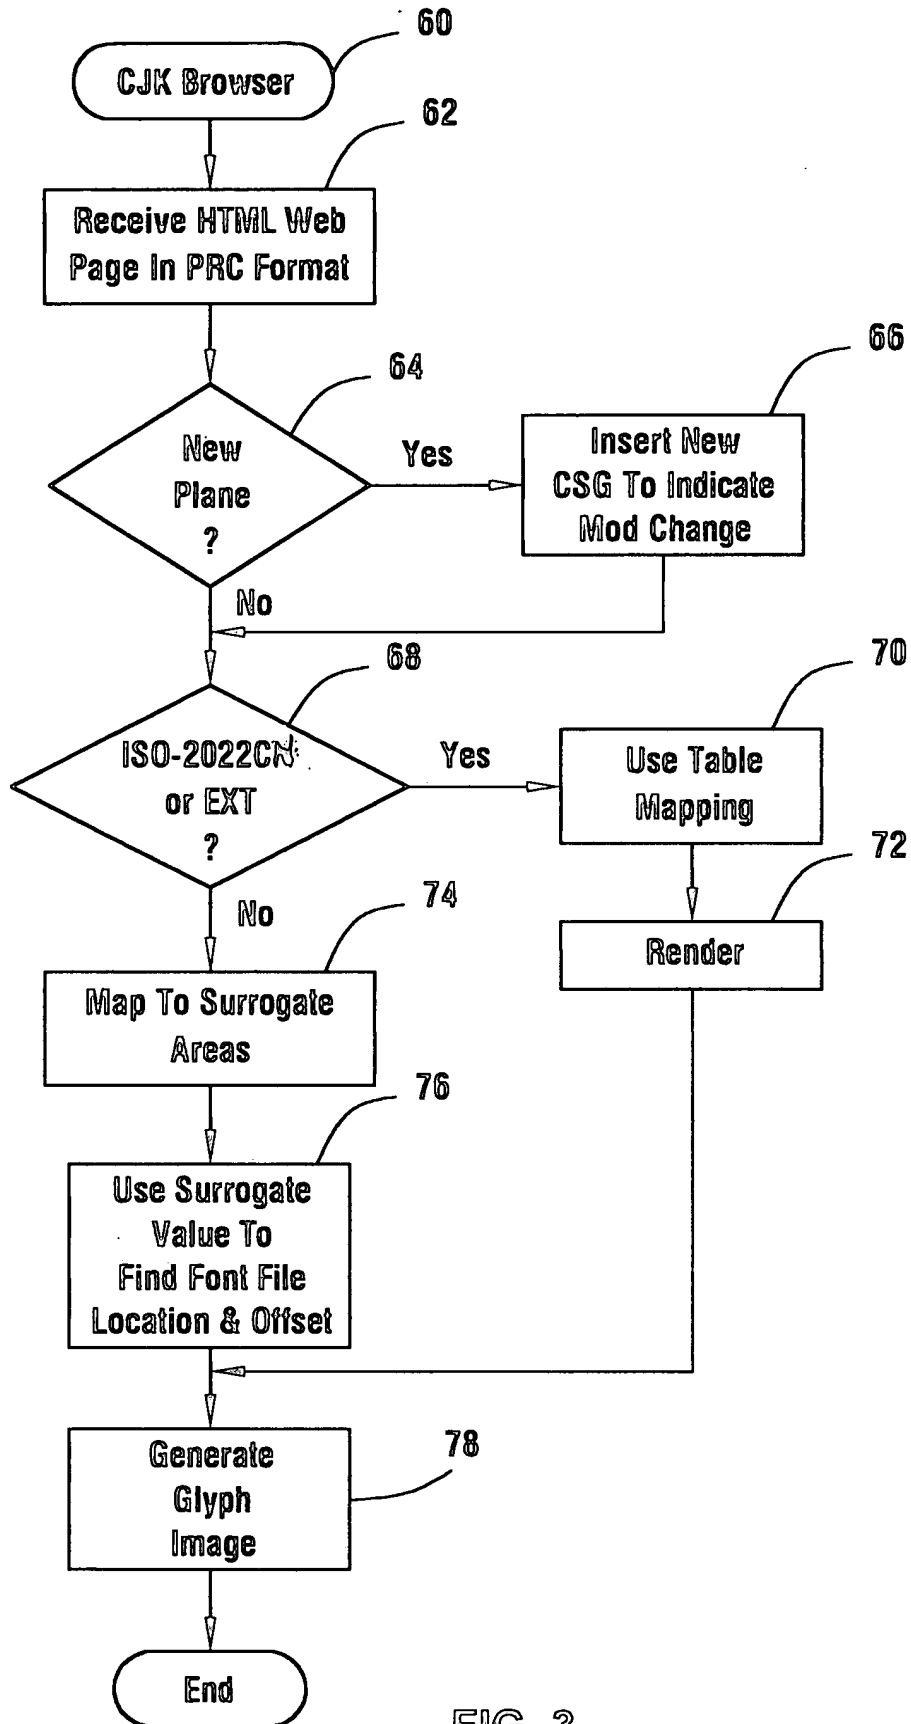 60
CJK Browser
62
Receive HTML Web
Page In PRC Format
64
New
Plane
?
Yes
66
Insert New
CSG To Indicate
Mod Change
No
68
ISO-2022CN
or EXT
?
Yes
70
Use Table
Mapping
72
Render
No
74
Map To Surrogate
Areas
76
Use Surrogate
Value To
Find Font File
Location & Offset
78
Generate
Glyph
Image
End